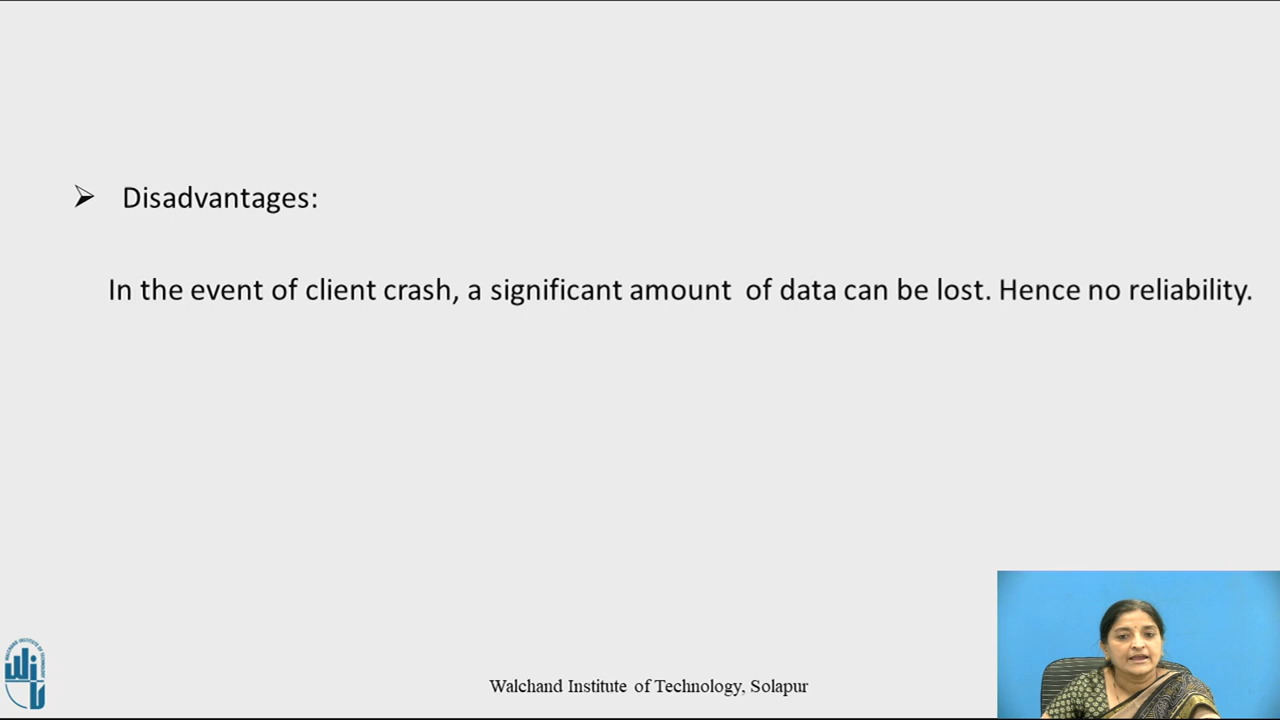 Disadvantages:
In the event of client crash, a significant amount of data can be lost. Hence no reliability.
Walchand Institute of Technology, Solapur